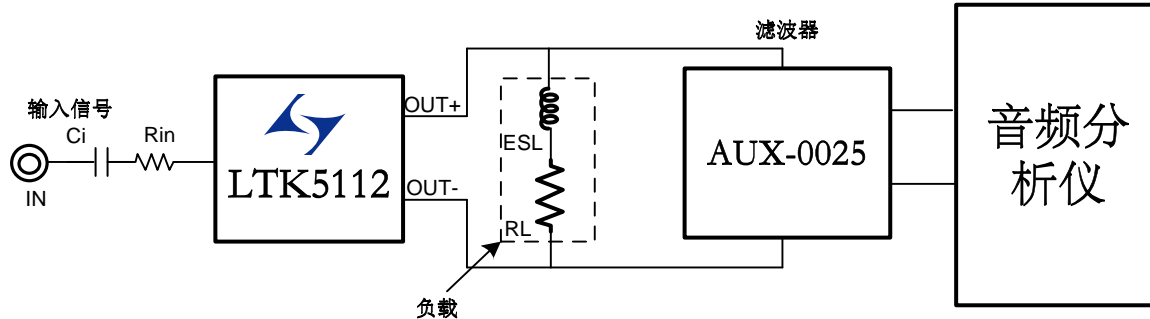 输入信号
Ci
Rin
IN
LTK5112
OUT+
OUT-
ESL
RL
负载
滤波器
AUX-0025
音频分
析仪